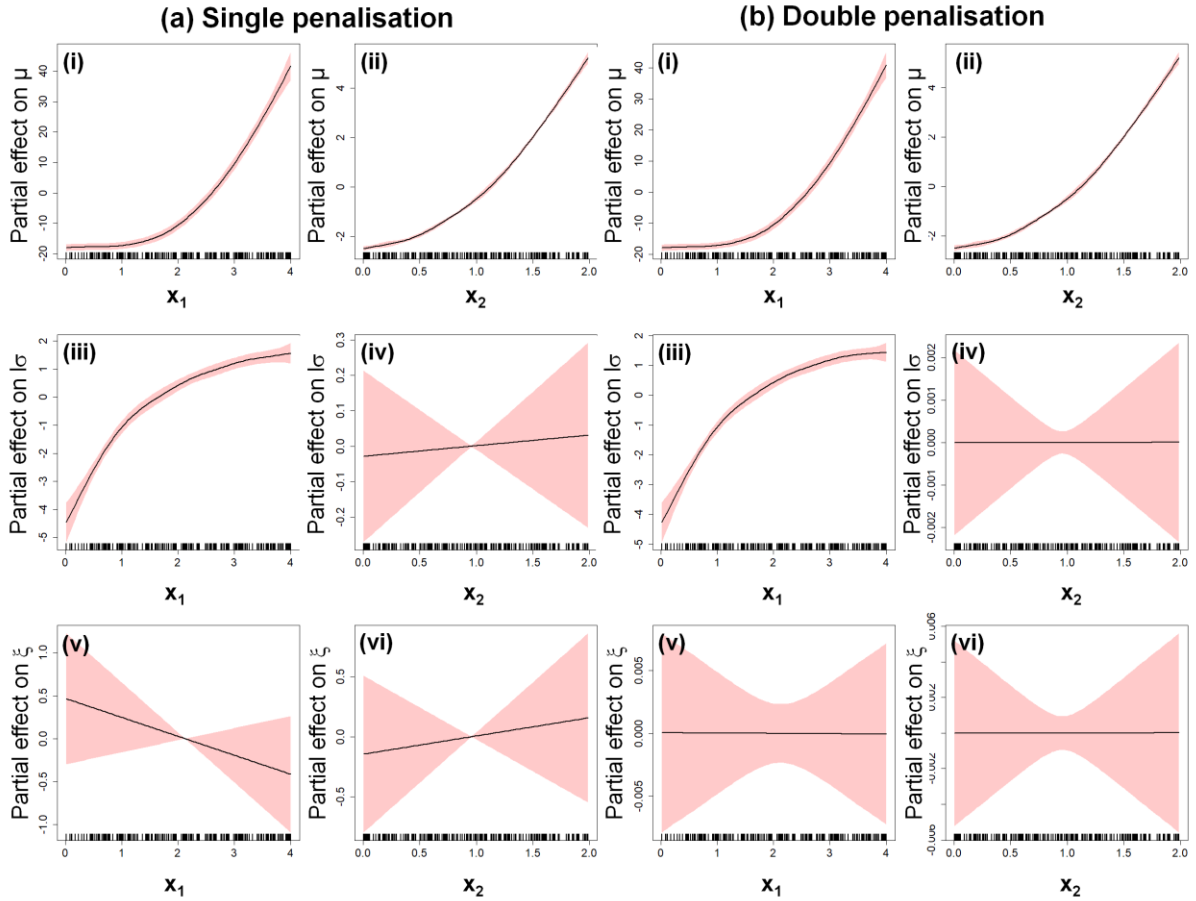 (a) Single penalisation
(b) Double penalisation
(i)
Partial effect on μ
40
30
20
10
0
-10
-20
0 1 2 3 4
x₁
(ii)
Partial effect on μ
4
2
0
-2
0.0 0.5 1.0 1.5 2.0
x₂
(i)
Partial effect on μ
40
30
20
10
0
-10
-20
0 1 2 3 4
x₁
(ii)
Partial effect on μ
4
2
0
-2
0.0 0.5 1.0 1.5 2.0
x₂
(iii)
Partial effect on lσ
2
1
0
-1
-2
-3
-4
-5
0 1 2 3 4
x₁
(iv)
Partial effect on lσ
0.3
0.2
0.1
0.0
-0.2
0.0 0.5 1.0 1.5 2.0
x₂
(iii)
Partial effect on lσ
2
1
0
-1
-2
-3
-4
-5
0 1 2 3 4
x₁
(iv)
Partial effect on lσ
0.002
0.001
0.000
-0.001
-0.002
0.0 0.5 1.0 1.5 2.0
x₂
(v)
Partial effect on ξ
1.0
0.5
0.0
-0.5
-1.0
0 1 2 3 4
x₁
(vi)
Partial effect on ξ
0.5
0.0
-0.5
0.0 0.5 1.0 1.5 2.0
x₂
(v)
Partial effect on ξ
0.005
0.000
-0.005
0 1 2 3 4
x₁
(vi)
Partial effect on ξ
0.006
0.002
-0.002
-0.006
0.0 0.5 1.0 1.5 2.0
x₂